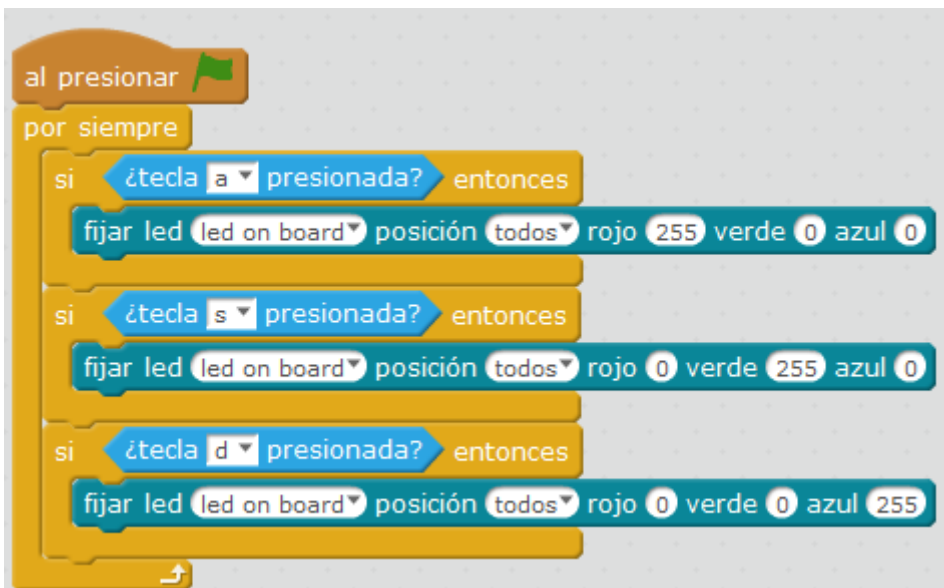 al presionar
por siempre
si ¿tecla a presionada? entonces
fijar led led on board posición todos rojo 255 verde 0 azul 0
si ¿tecla s presionada? entonces
fijar led led on board posición todos rojo 0 verde 255 azul 0
si ¿tecla d presionada? entonces
fijar led led on board posición todos rojo 0 verde 0 azul 255